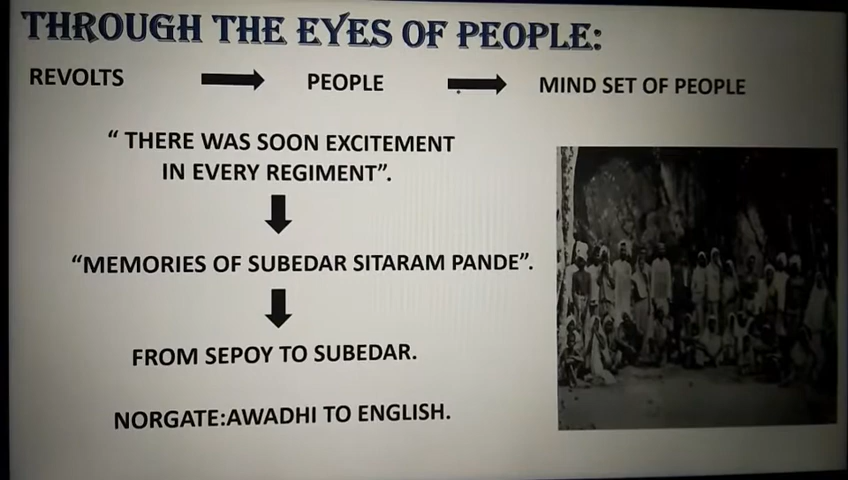 THROUGH THE EYES OF PEOPLE:
REVOLTS ➡ PEOPLE ➡ MIND SET OF PEOPLE
“ THERE WAS SOON EXCITEMENT
IN EVERY REGIMENT”.
“MEMORIES OF SUBEDAR SITARAM PANDE”.
FROM SEPOY TO SUBEDAR.
NORGATE:AWADHI TO ENGLISH.